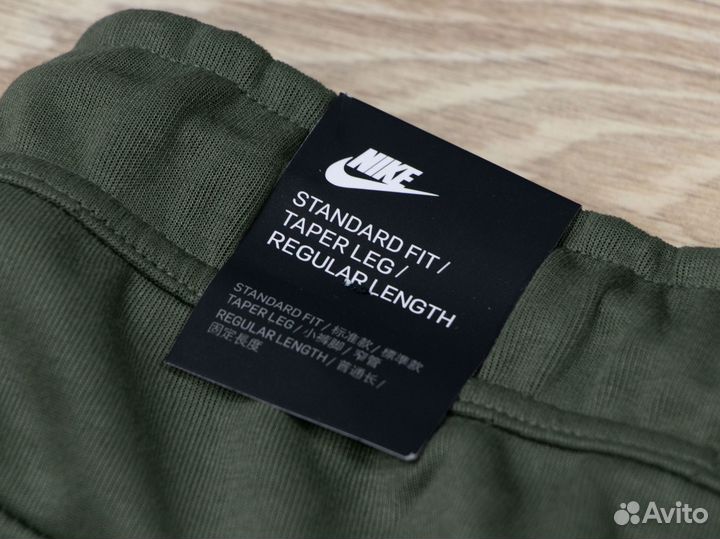 NIKE
STANDARD FIT /
TAPER LEG /
REGULAR LENGTH
STANDARD FIT / 标准款 / 標準款
TAPER LEG / 小裤脚 / 窄管
REGULAR LENGTH / 普通长 /
固定長度
Avito